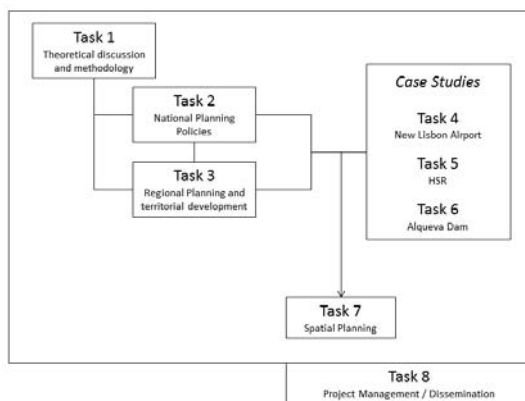 Task 1
Theoretical discussion
and methodology
Task 2
National Planning
Policies
Task 3
Regional Planning and
territorial development
Case Studies
Task 4
New Lisbon Airport
Task 5
HSR
Task 6
Alqueva Dam
Task 7
Spatial Planning
Task 8
Project Management / Dissemination